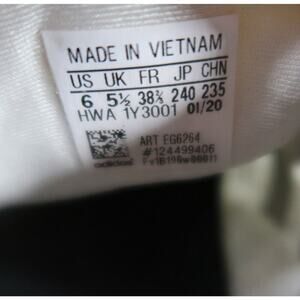 MADE IN VIETNAM
US UK FR JP CHN
6 5½ 38⅔ 240 235
HWA 1Y3001 01/20
ART EG6264
#124499406
adidas